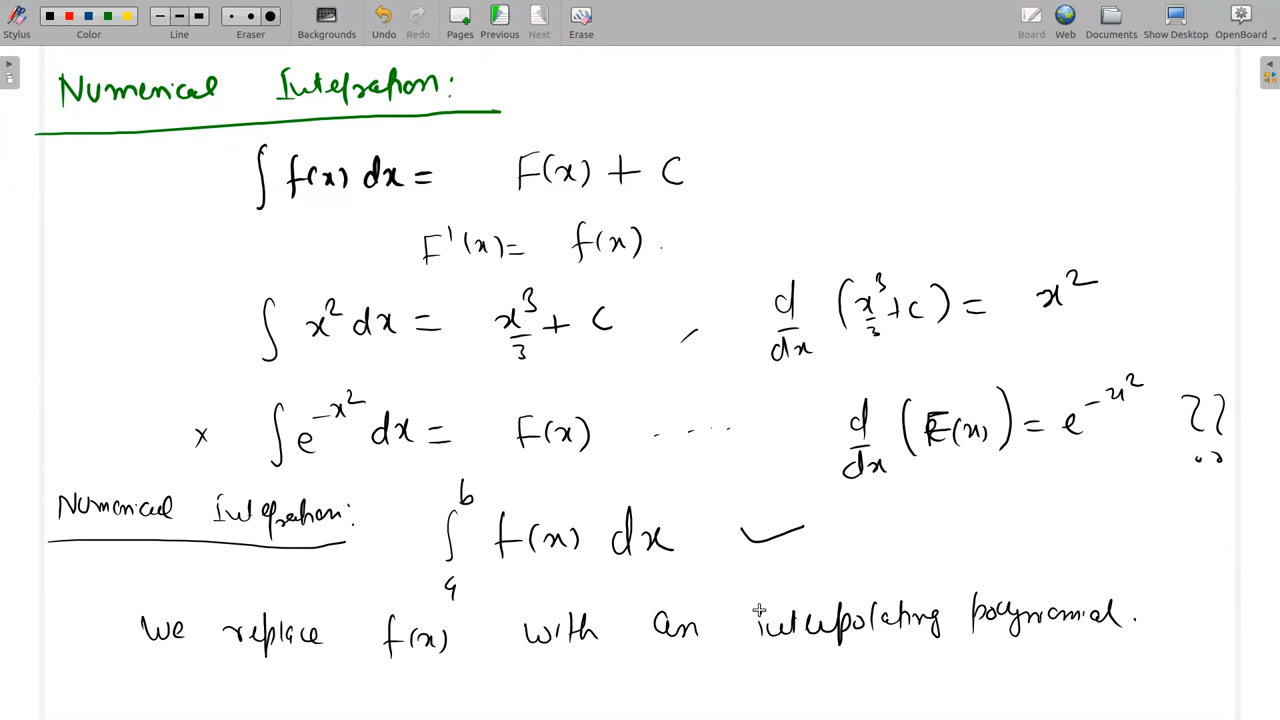 Stylus Color Line Eraser Backgrounds Undo Redo Pages Previous Next Erase Board Web Documents Show Desktop OpenBoard
Numerical Integration:
∫ f(x) dx = F(x) + C
F'(x) = f(x).
∫ x² dx = x³/3 + C , d/dx (x³/3 + C) = x²
× ∫ e^(-x²) dx = F(x) ..... d/dx (F(x)) = e^(-x²) ??
Numerical Integration: ∫_a^b f(x) dx ✓
We replace f(x) with an interpolating polynomial.